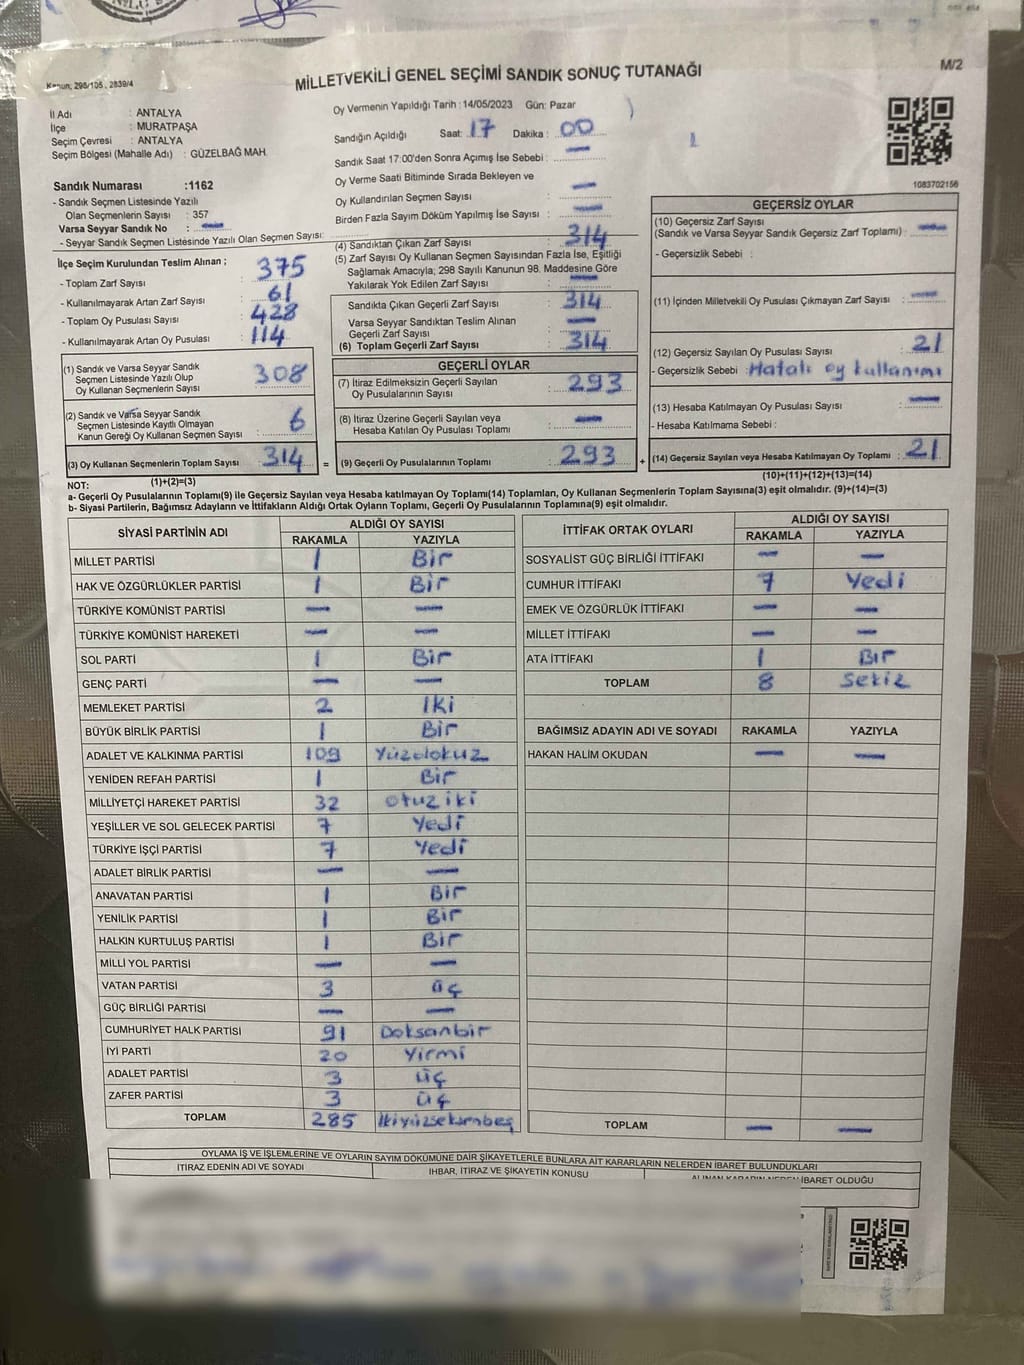 Kanun, 298/105, 2839/4
MİLLETVEKİLİ GENEL SEÇİMİ SANDIK SONUÇ TUTANAĞI
M/2
İl Adı : ANTALYA
İlçe : MURATPAŞA
Seçim Çevresi : ANTALYA
Seçim Bölgesi (Mahalle Adı) : GÜZELBAĞ MAH.
Sandık Numarası :1162
- Sandık Seçmen Listesinde Yazılı
Olan Seçmenlerin Sayısı : 357
Varsa Seyyar Sandık No : —
- Seyyar Sandık Seçmen Listesinde Yazılı Olan Seçmen Sayısı:
İlçe Seçim Kurulundan Teslim Alınan ;
- Toplam Zarf Sayısı : 375
- Kullanılmayarak Artan Zarf Sayısı : 61
- Toplam Oy Pusulası Sayısı : 428
- Kullanılmayarak Artan Oy Pusulası : 114
(1) Sandık ve Varsa Seyyar Sandık
Seçmen Listesinde Yazılı Olup
Oy Kullanan Seçmenlerin Sayısı : 308
(2) Sandık ve Varsa Seyyar Sandık
Seçmen Listesinde Kayıtlı Olmayan
Kanun Gereği Oy Kullanan Seçmen Sayısı : 6
(3) Oy Kullanan Seçmenlerin Toplam Sayısı : 314
(1)+(2)=(3)
Oy Vermenin Yapıldığı Tarih : 14/05/2023 Gün: Pazar
Sandığın Açıldığı Saat: 17 Dakika : 00
Sandık Saat 17:00'den Sonra Açımış İse Sebebi : —
Oy Verme Saati Bitiminde Sırada Bekleyen ve
Oy Kullandırılan Seçmen Sayısı : —
Birden Fazla Sayım Döküm Yapılmış İse Sayısı : —
(4) Sandıktan Çıkan Zarf Sayısı : 314
(5) Zarf Sayısı Oy Kullanan Seçmen Sayısından Fazla İse, Eşitliği
Sağlamak Amacıyla; 298 Sayılı Kanunun 98. Maddesine Göre
Yakılarak Yok Edilen Zarf Sayısı : —
Sandıkta Çıkan Geçerli Zarf Sayısı : 314
Varsa Seyyar Sandıktan Teslim Alınan
Geçerli Zarf Sayısı : —
(6) Toplam Geçerli Zarf Sayısı : 314
GEÇERLİ OYLAR
(7) İtiraz Edilmeksizin Geçerli Sayılan
Oy Pusulalarının Sayısı : 293
(8) İtiraz Üzerine Geçerli Sayılan veya
Hesaba Katılan Oy Pusulası Toplamı : —
= (9) Geçerli Oy Pusulalarının Toplamı : 293 +
1083702156
GEÇERSİZ OYLAR
(10) Geçersiz Zarf Sayısı
(Sandık ve Varsa Seyyar Sandık Geçersiz Zarf Toplamı) : —
- Geçersizlik Sebebi :
(11) İçinden Milletvekili Oy Pusulası Çıkmayan Zarf Sayısı : —
(12) Geçersiz Sayılan Oy Pusulası Sayısı : 21
- Geçersizlik Sebebi : Hatalı oy kullanımı
(13) Hesaba Katılmayan Oy Pusulası Sayısı : —
- Hesaba Katılmama Sebebi :
(14) Geçersiz Sayılan veya Hesaba Katılmayan Oy Toplamı : 21
(10)+(11)+(12)+(13)=(14)
NOT:
a- Geçerli Oy Pusulalarının Toplamı(9) ile Geçersiz Sayılan veya Hesaba katılmayan Oy Toplamı(14) Toplamları, Oy Kullanan Seçmenlerin Toplam Sayısına(3) eşit olmalıdır. (9)+(14)=(3)
b- Siyasi Partilerin, Bağımsız Adayların ve İttifakların Aldığı Ortak Oyların Toplamı, Geçerli Oy Pusulalarının Toplamına(9) eşit olmalıdır.
SİYASİ PARTİNİN ADI ALDIĞI OY SAYISI
RAKAMLA YAZIYLA
MİLLET PARTİSİ 1 Bir
HAK VE ÖZGÜRLÜKLER PARTİSİ 1 Bir
TÜRKİYE KOMÜNİST PARTİSİ — —
TÜRKİYE KOMÜNİST HAREKETİ — —
SOL PARTİ 1 Bir
GENÇ PARTİ — —
MEMLEKET PARTİSİ 2 İki
BÜYÜK BİRLİK PARTİSİ 1 Bir
ADALET VE KALKINMA PARTİSİ 109 Yüzdokuz
YENİDEN REFAH PARTİSİ 1 Bir
MİLLİYETÇİ HAREKET PARTİSİ 32 otuz iki
YEŞİLLER VE SOL GELECEK PARTİSİ 7 Yedi
TÜRKİYE İŞÇİ PARTİSİ 7 Yedi
ADALET BİRLİK PARTİSİ — —
ANAVATAN PARTİSİ 1 Bir
YENİLİK PARTİSİ 1 Bir
HALKIN KURTULUŞ PARTİSİ 1 Bir
MİLLİ YOL PARTİSİ — —
VATAN PARTİSİ 3 üç
GÜÇ BİRLİĞİ PARTİSİ — —
CUMHURİYET HALK PARTİSİ 91 Doksanbir
İYİ PARTİ 20 Yirmi
ADALET PARTİSİ 3 üç
ZAFER PARTİSİ 3 üç
TOPLAM 285 İkiyüzseksenbeş
İTTİFAK ORTAK OYLARI ALDIĞI OY SAYISI
RAKAMLA YAZIYLA
SOSYALİST GÜÇ BİRLİĞİ İTTİFAKI — —
CUMHUR İTTİFAKI 7 Yedi
EMEK VE ÖZGÜRLÜK İTTİFAKI — —
MİLLET İTTİFAKI — —
ATA İTTİFAKI 1 Bir
TOPLAM 8 Sekiz
BAĞIMSIZ ADAYIN ADI VE SOYADI RAKAMLA YAZIYLA
HAKAN HALİM OKUDAN — —
TOPLAM — —
OYLAMA İŞ VE İŞLEMLERİNE VE OYLARIN SAYIM DÖKÜMÜNE DAİR ŞİKAYETLERLE BUNLARA AİT KARARLARIN NELERDEN İBARET BULUNDUKLARI
İTİRAZ EDENİN ADI VE SOYADI İHBAR, İTİRAZ VE ŞİKAYETİN KONUSU ALINAN KARARIN NEDEN İBARET OLDUĞU